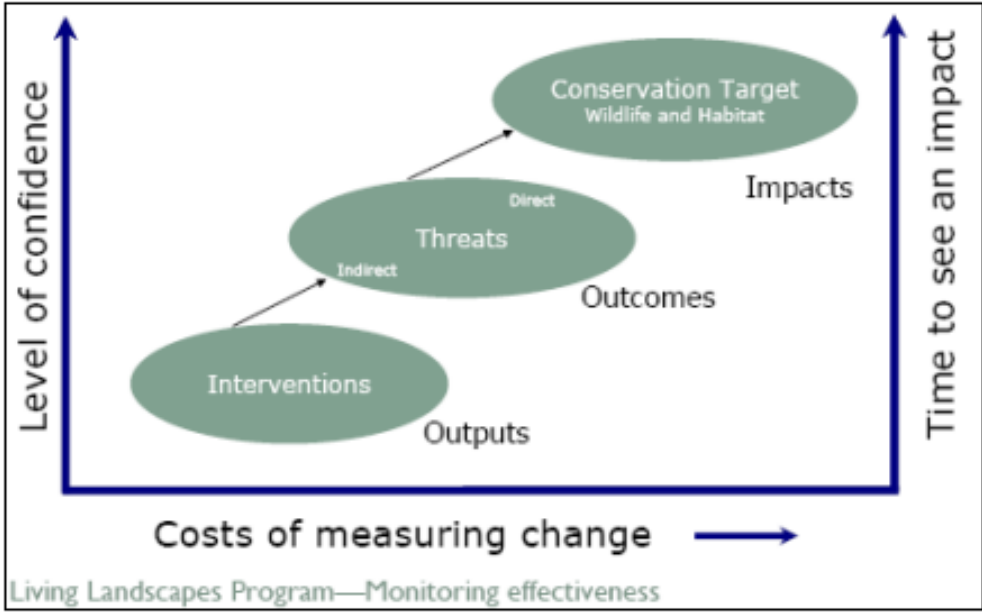 Level of confidence
Time to see an impact
Conservation Target
Wildlife and Habitat
Impacts
Direct
Threats
Indirect
Outcomes
Interventions
Outputs
Costs of measuring change
Living Landscapes Program—Monitoring effectiveness